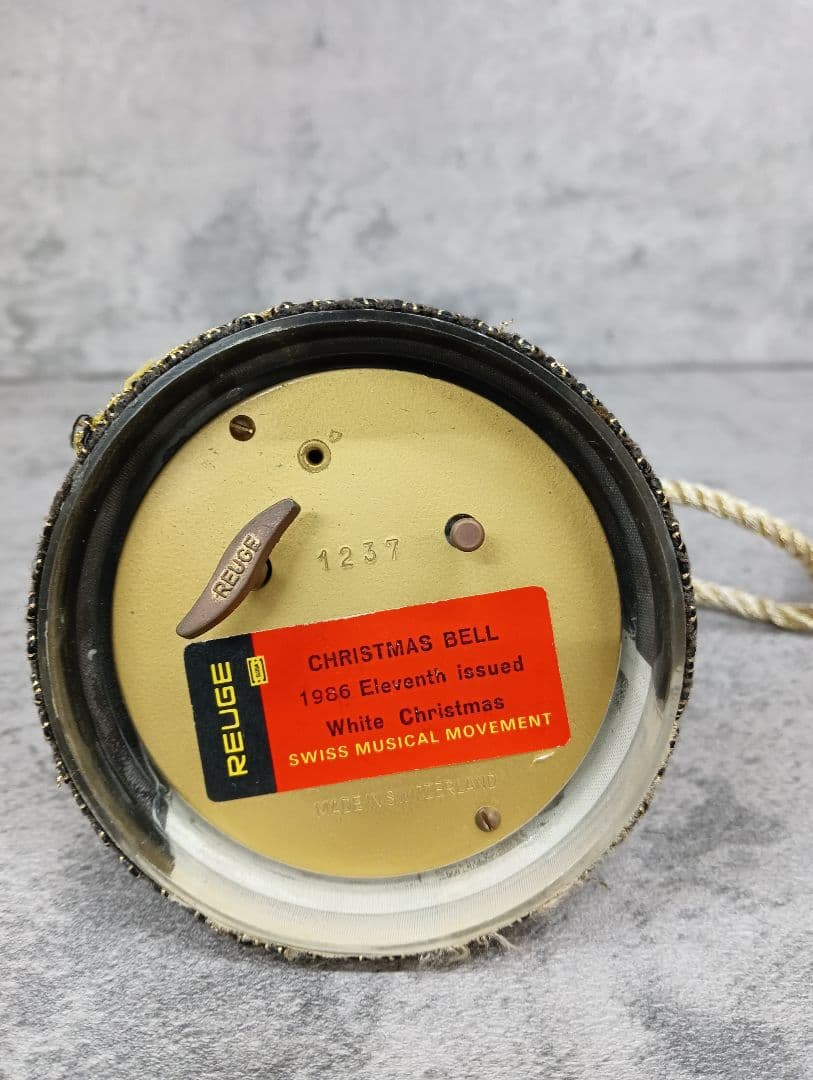 REUGE
1237
REUGE
CHRISTMAS BELL
1986 Eleventh issued
White Christmas
SWISS MUSICAL MOVEMENT
MADE IN SWITZERLAND